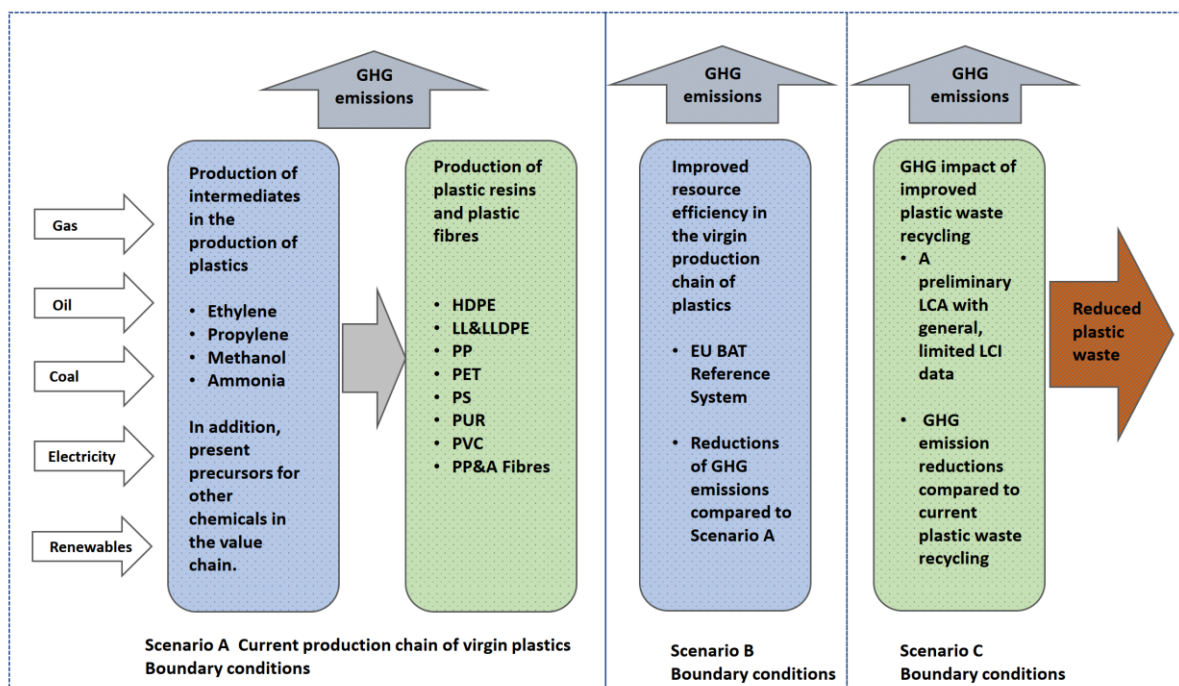 GHG
emissions
GHG
emissions
GHG
emissions
Gas
Oil
Coal
Electricity
Renewables
Production of
intermediates
in the
production of
plastics
• Ethylene
• Propylene
• Methanol
• Ammonia
In addition,
present
precursors for
other
chemicals in
the value
chain.
Production of
plastic resins
and plastic
fibres
• HDPE
• LL&LLDPE
• PP
• PET
• PS
• PUR
• PVC
• PP&A Fibres
Scenario A Current production chain of virgin plastics
Boundary conditions
Improved
resource
efficiency in
the virgin
production
chain of
plastics
• EU BAT
Reference
System
• Reductions
of GHG
emissions
compared to
Scenario A
Scenario B
Boundary conditions
GHG impact of
improved
plastic waste
recycling
• A
preliminary
LCA with
general,
limited LCI
data
• GHG
emission
reductions
compared to
current
plastic waste
recycling
Reduced
plastic
waste
Scenario C
Boundary conditions